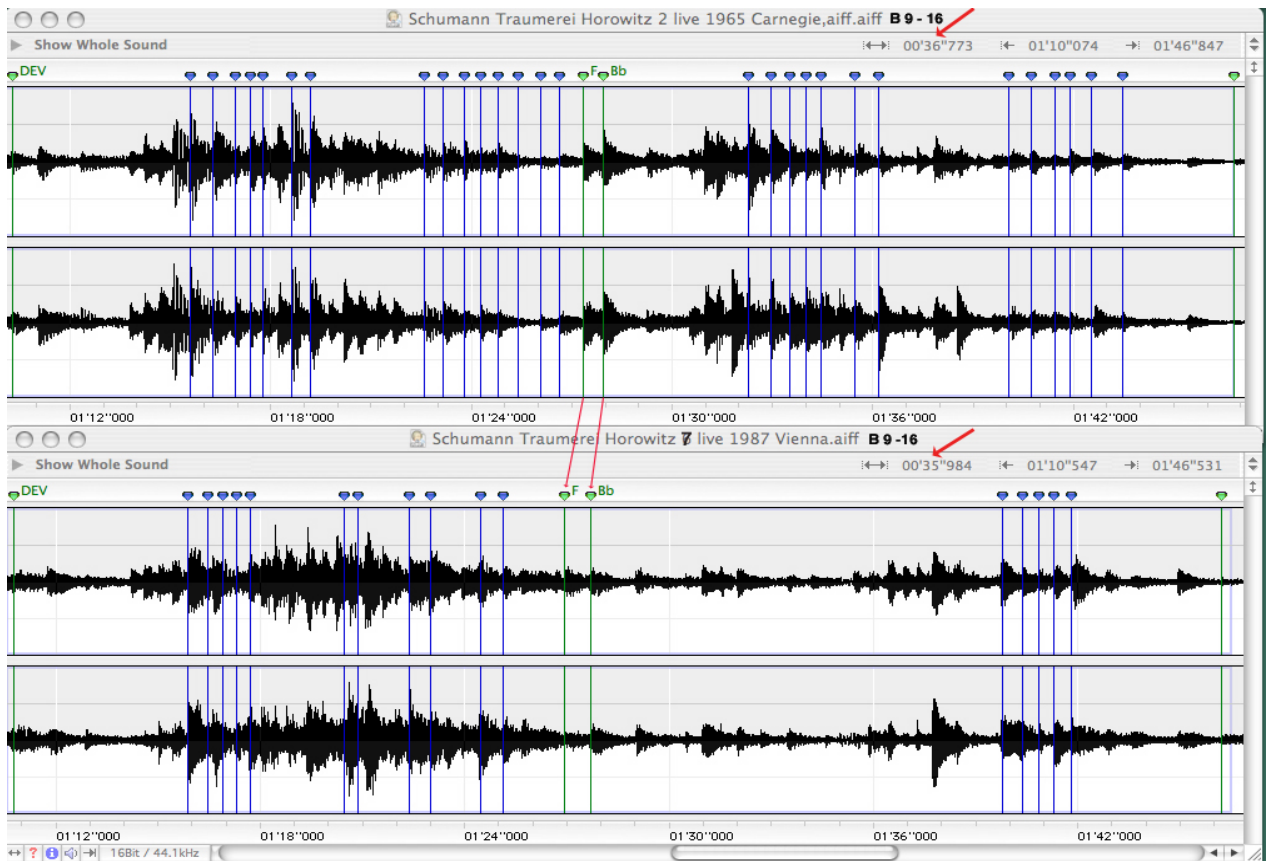 Schumann Traumerei Horowitz 2 live 1965 Carnegie,aiff.aiff B 9 - 16
Show Whole Sound 00'36"773 01'10"074 01'46"847
DEV F Bb
01'12"000 01'18"000 01'24"000 01'30"000 01'36"000 01'42"000
Schumann Traumerei Horowitz 7 live 1987 Vienna.aiff B 9 -16
Show Whole Sound 00'35"984 01'10"547 01'46"531
DEV F Bb
01'12"000 01'18"000 01'24"000 01'30"000 01'36"000 01'42"000
? 16Bit / 44.1kHz